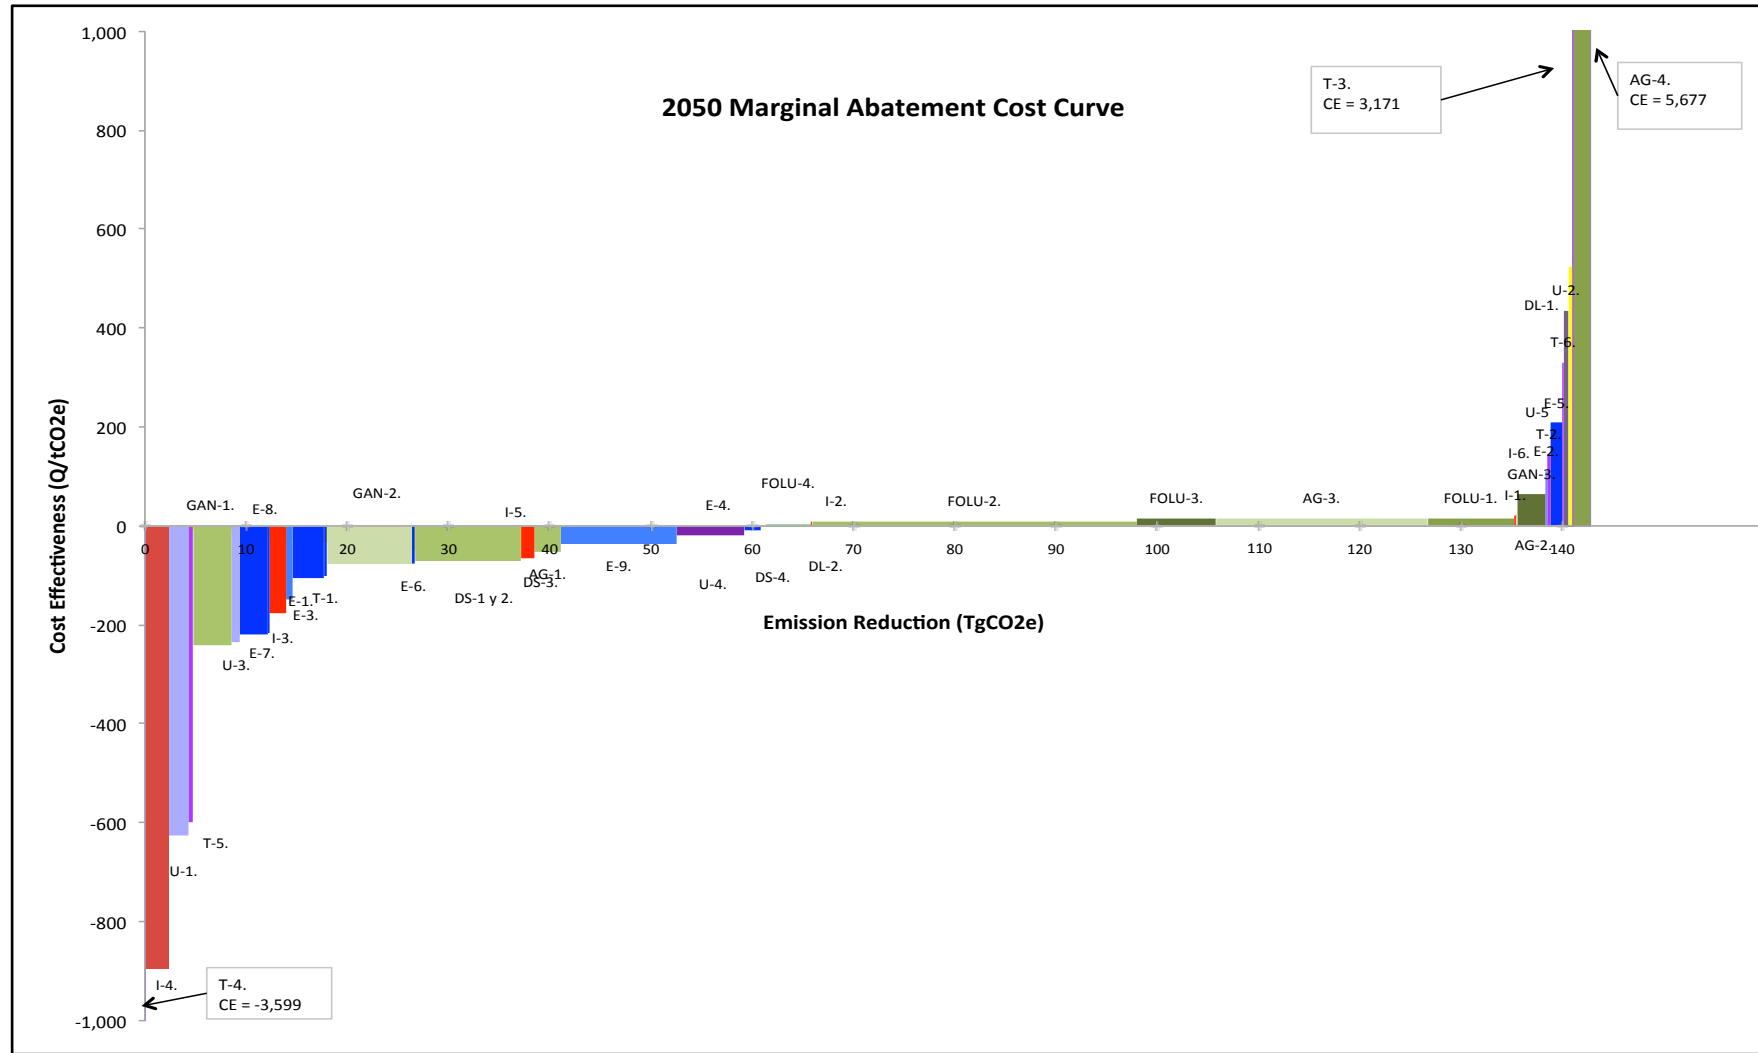 2050 Marginal Abatement Cost Curve
1,000
800
600
400
200
0
-200
-400
-600
-800
-1,000
Cost Effectiveness (Q/tCO2e)
T-3.
CE = 3,171
AG-4.
CE = 5,677
U-2.
DL-1.
T-6.
E-5.
U-5
T-2.
I-6.
E-2.
GAN-3.
I-1.
AG-2.
GAN-1.
E-8.
GAN-2.
I-5.
E-4.
FOLU-4.
I-2.
FOLU-2.
FOLU-3.
AG-3.
FOLU-1.
0 10 20 30 40 50 60 70 80 90 100 110 120 130 140
E-6.
DS-1 y 2.
DS-3.
AG-1.
E-9.
U-4.
DS-4.
DL-2.
E-1.
T-1.
E-3.
I-3.
E-7.
U-3.
Emission Reduction (TgCO2e)
T-5.
U-1.
I-4.
T-4.
CE = -3,599